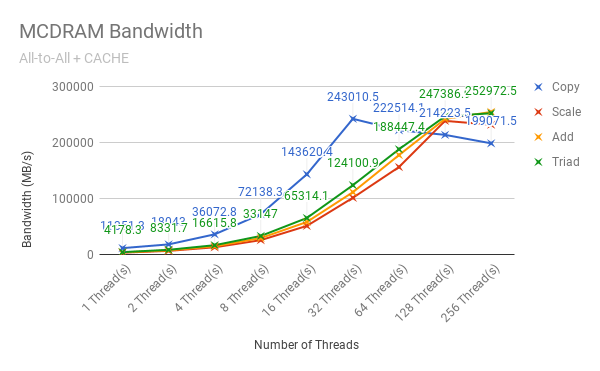 MCDRAM Bandwidth
All-to-All + CACHE
Bandwidth (MB/s)
300000
200000
100000
0
Copy
Scale
Add
Triad
18043
36072.8
72138.3
143620.4
243010.5
222514.1
214223.5
199071.5
4178.3
8331.7
16615.8
33147
65314.1
124100.9
188447.4
252972.5
1 Thread(s)
2 Thread(s)
4 Thread(s)
8 Thread(s)
16 Thread(s)
32 Thread(s)
64 Thread(s)
128 Thread(s)
256 Thread(s)
Number of Threads